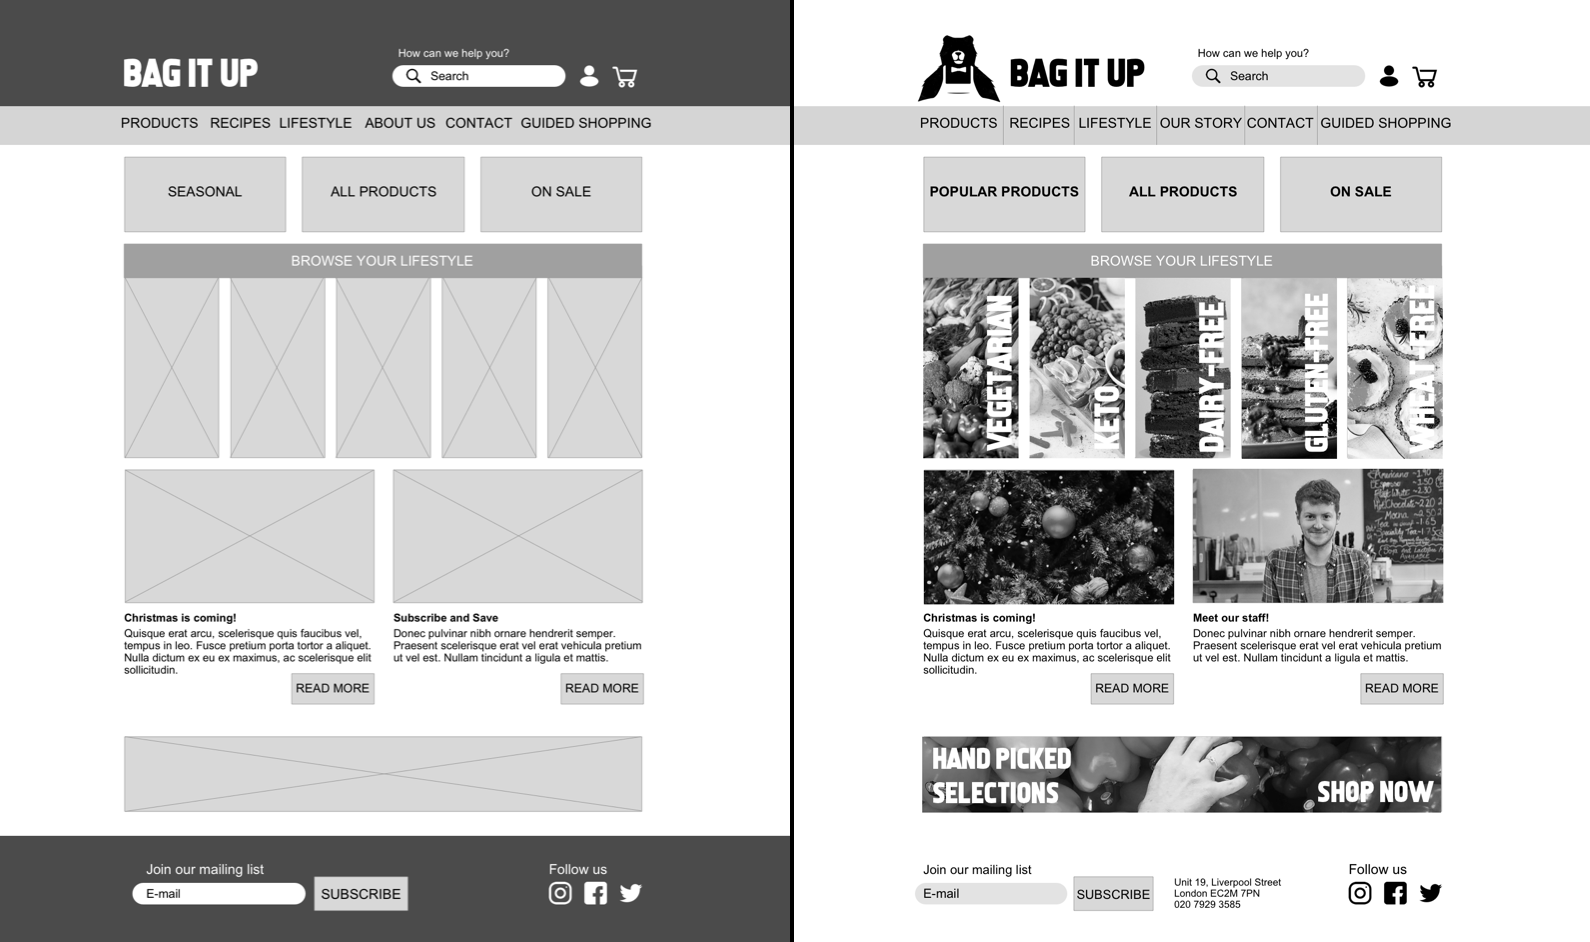 How can we help you?
BAG IT UP
Search
PRODUCTS RECIPES LIFESTYLE ABOUT US CONTACT GUIDED SHOPPING
SEASONAL
ALL PRODUCTS
ON SALE
BROWSE YOUR LIFESTYLE
Christmas is coming!
Quisque erat arcu, scelerisque quis faucibus vel,
tempus in leo. Fusce pretium porta tortor a aliquet.
Nulla dictum ex eu ex maximus, ac scelerisque elit
sollicitudin.
READ MORE
Subscribe and Save
Donec pulvinar nibh ornare hendrerit semper.
Praesent scelerisque erat vel erat vehicula pretium
ut vel est. Nullam tincidunt a ligula et mattis.
READ MORE
Join our mailing list
E-mail
SUBSCRIBE
Follow us
How can we help you?
BAG IT UP
Search
PRODUCTS RECIPES LIFESTYLE OUR STORY CONTACT GUIDED SHOPPING
POPULAR PRODUCTS
ALL PRODUCTS
ON SALE
BROWSE YOUR LIFESTYLE
VEGETARIAN
KETO
DAIRY-FREE
GLUTEN-FREE
WHEAT-FREE
Christmas is coming!
Quisque erat arcu, scelerisque quis faucibus vel,
tempus in leo. Fusce pretium porta tortor a aliquet.
Nulla dictum ex eu ex maximus, ac scelerisque elit
sollicitudin.
READ MORE
Americano
Flat White
Hot Chocolate
Mocha
Meet our staff!
Donec pulvinar nibh ornare hendrerit semper.
Praesent scelerisque erat vel erat vehicula pretium
ut vel est. Nullam tincidunt a ligula et mattis.
READ MORE
HAND PICKED
SELECTIONS
SHOP NOW
Join our mailing list
E-mail
SUBSCRIBE
Unit 19, Liverpool Street
London EC2M 7PN
020 7929 3585
Follow us